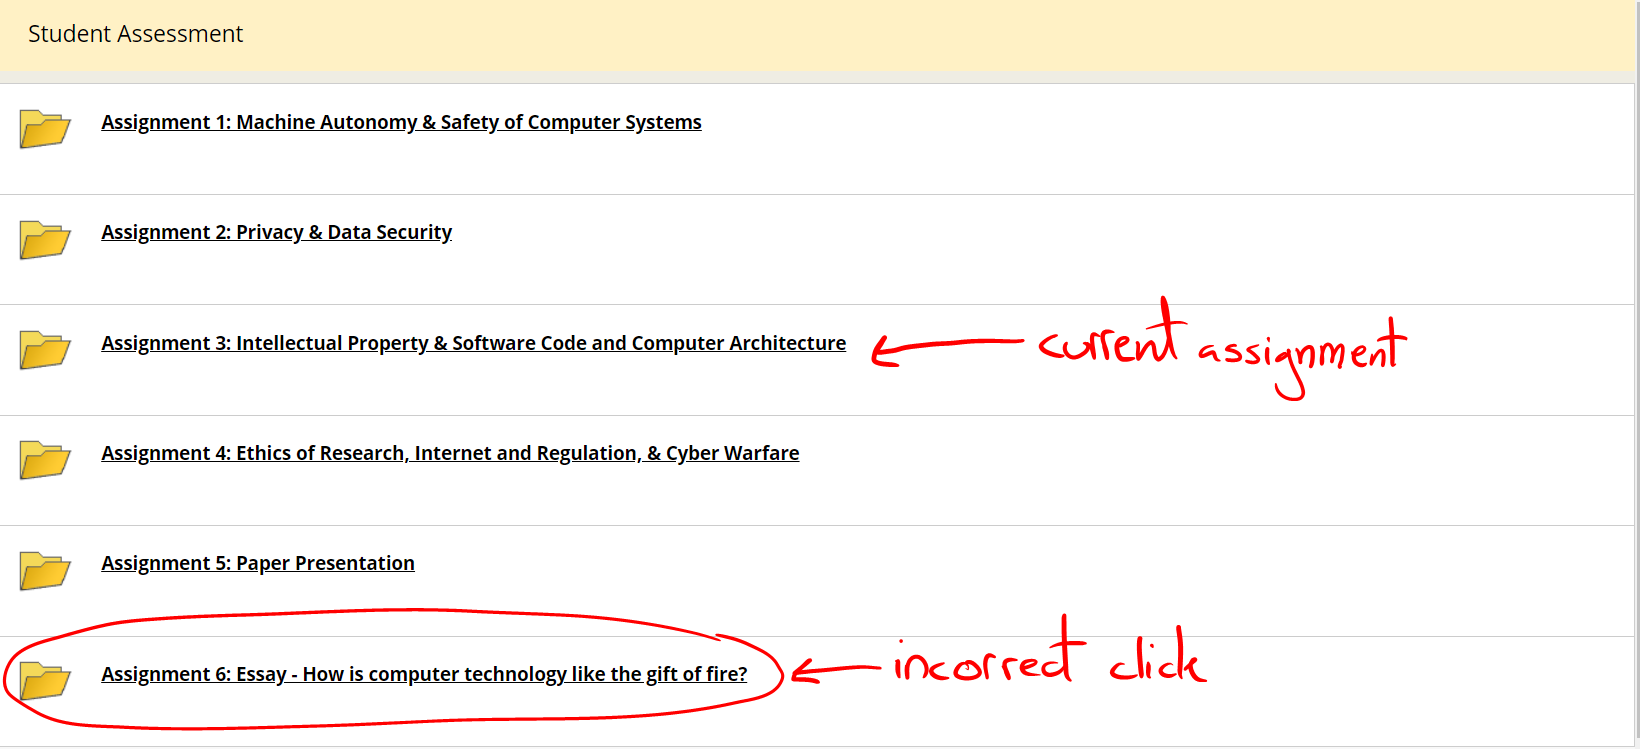 Student Assessment
Assignment 1: Machine Autonomy & Safety of Computer Systems
Assignment 2: Privacy & Data Security
Assignment 3: Intellectual Property & Software Code and Computer Architecture
current assignment
Assignment 4: Ethics of Research, Internet and Regulation, & Cyber Warfare
Assignment 5: Paper Presentation
Assignment 6: Essay - How is computer technology like the gift of fire?
incorrect click